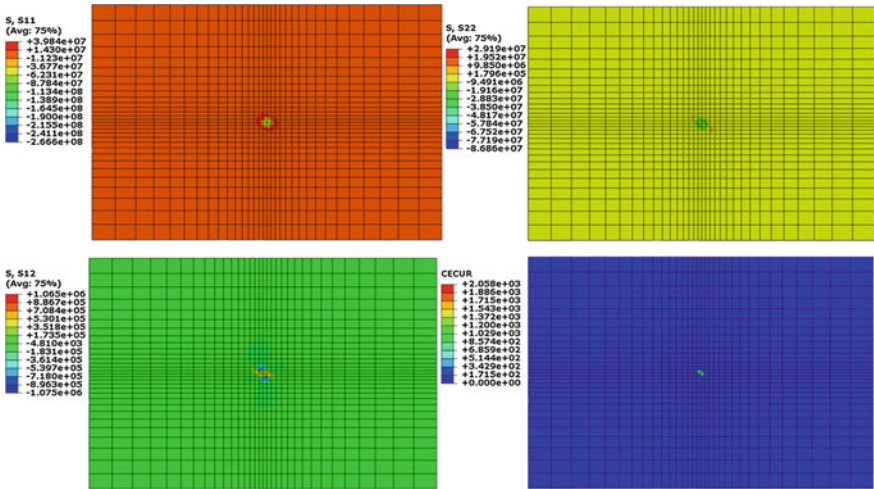 S, S11
(Avg: 75%)
+3.984e+07
+1.430e+07
-1.123e+07
-3.677e+07
-6.231e+07
-8.784e+07
-1.134e+08
-1.389e+08
-1.645e+08
-1.900e+08
-2.155e+08
-2.411e+08
-2.666e+08
S, S22
(Avg: 75%)
+2.919e+07
+1.952e+07
+9.850e+06
+1.796e+05
-9.491e+06
-1.916e+07
-2.883e+07
-3.850e+07
-4.817e+07
-5.784e+07
-6.752e+07
-7.719e+07
-8.686e+07
S, S12
(Avg: 75%)
+1.065e+06
+8.867e+05
+7.084e+05
+5.301e+05
+3.518e+05
+1.735e+05
-4.810e+03
-1.831e+05
-3.614e+05
-5.397e+05
-7.180e+05
-8.963e+05
-1.075e+06
CECUR
+2.058e+03
+1.886e+03
+1.715e+03
+1.543e+03
+1.372e+03
+1.200e+03
+1.029e+03
+8.574e+02
+6.859e+02
+5.144e+02
+3.429e+02
+1.715e+02
+0.000e+00